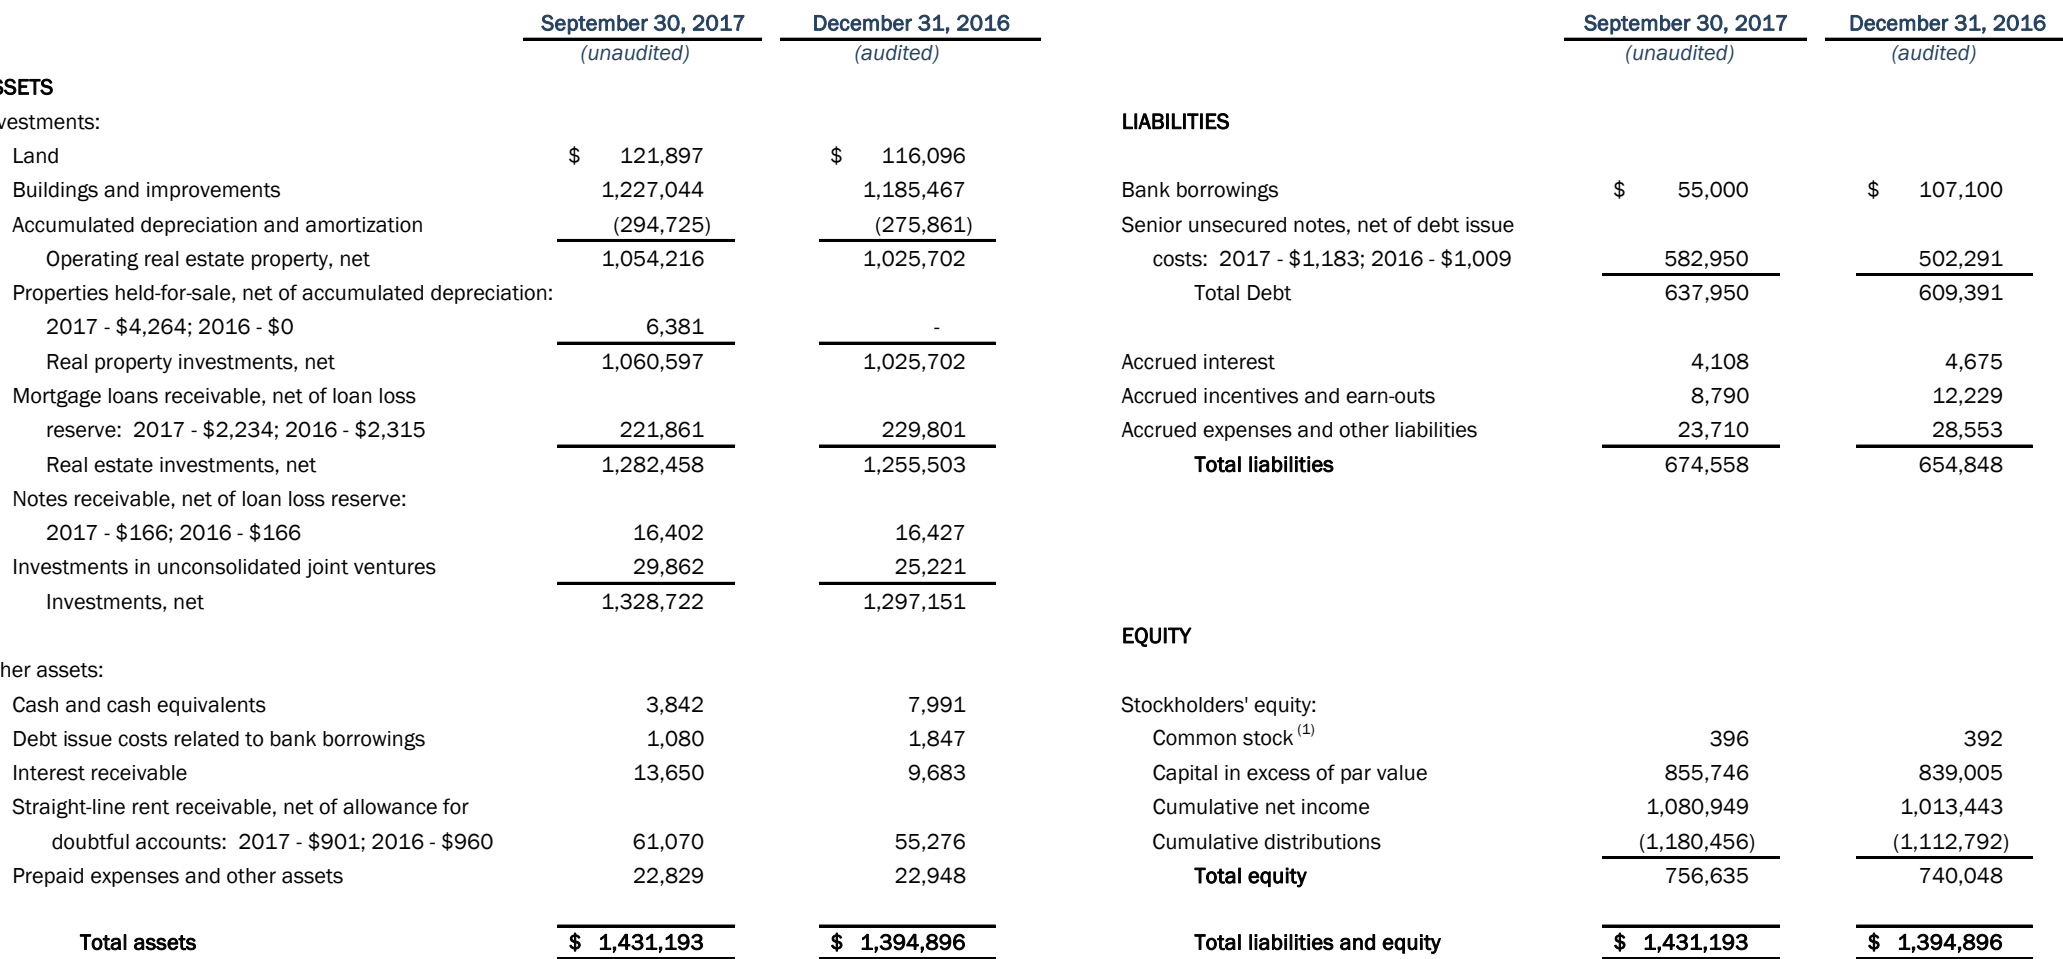 September 30, 2017 December 31, 2016
(unaudited) (audited)
SSETS
vestments:
Land $ 121,897 $ 116,096
Buildings and improvements 1,227,044 1,185,467
Accumulated depreciation and amortization (294,725) (275,861)
Operating real estate property, net 1,054,216 1,025,702
Properties held-for-sale, net of accumulated depreciation:
2017 - $4,264; 2016 - $0 6,381 -
Real property investments, net 1,060,597 1,025,702
Mortgage loans receivable, net of loan loss
reserve: 2017 - $2,234; 2016 - $2,315 221,861 229,801
Real estate investments, net 1,282,458 1,255,503
Notes receivable, net of loan loss reserve:
2017 - $166; 2016 - $166 16,402 16,427
Investments in unconsolidated joint ventures 29,862 25,221
Investments, net 1,328,722 1,297,151
her assets:
Cash and cash equivalents 3,842 7,991
Debt issue costs related to bank borrowings 1,080 1,847
Interest receivable 13,650 9,683
Straight-line rent receivable, net of allowance for
doubtful accounts: 2017 - $901; 2016 - $960 61,070 55,276
Prepaid expenses and other assets 22,829 22,948
Total assets $ 1,431,193 $ 1,394,896
September 30, 2017 December 31, 2016
(unaudited) (audited)
LIABILITIES
Bank borrowings $ 55,000 $ 107,100
Senior unsecured notes, net of debt issue
costs: 2017 - $1,183; 2016 - $1,009 582,950 502,291
Total Debt 637,950 609,391
Accrued interest 4,108 4,675
Accrued incentives and earn-outs 8,790 12,229
Accrued expenses and other liabilities 23,710 28,553
Total liabilities 674,558 654,848
EQUITY
Stockholders' equity:
Common stock (1) 396 392
Capital in excess of par value 855,746 839,005
Cumulative net income 1,080,949 1,013,443
Cumulative distributions (1,180,456) (1,112,792)
Total equity 756,635 740,048
Total liabilities and equity $ 1,431,193 $ 1,394,896